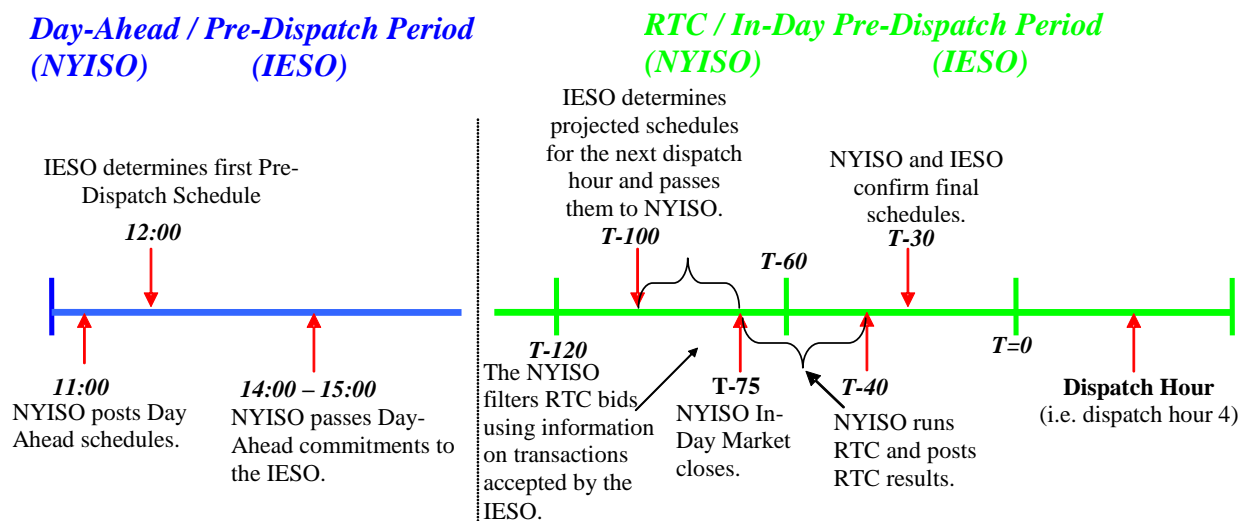 Day-Ahead / Pre-Dispatch Period
(NYISO) (IESO)
RTC / In-Day Pre-Dispatch Period
(NYISO) (IESO)
IESO determines first Pre-
Dispatch Schedule
12:00
11:00
NYISO posts Day
Ahead schedules.
14:00 – 15:00
NYISO passes Day-
Ahead commitments to
the IESO.
IESO determines
projected schedules
for the next dispatch
hour and passes
them to NYISO.
T-100
T-60
NYISO and IESO
confirm final
schedules.
T-30
T-120
The NYISO
filters RTC bids
using information
on transactions
accepted by the
IESO.
T-75
NYISO In-
Day Market
closes.
T-40
NYISO runs
RTC and posts
RTC results.
T=0
Dispatch Hour
(i.e. dispatch hour 4)